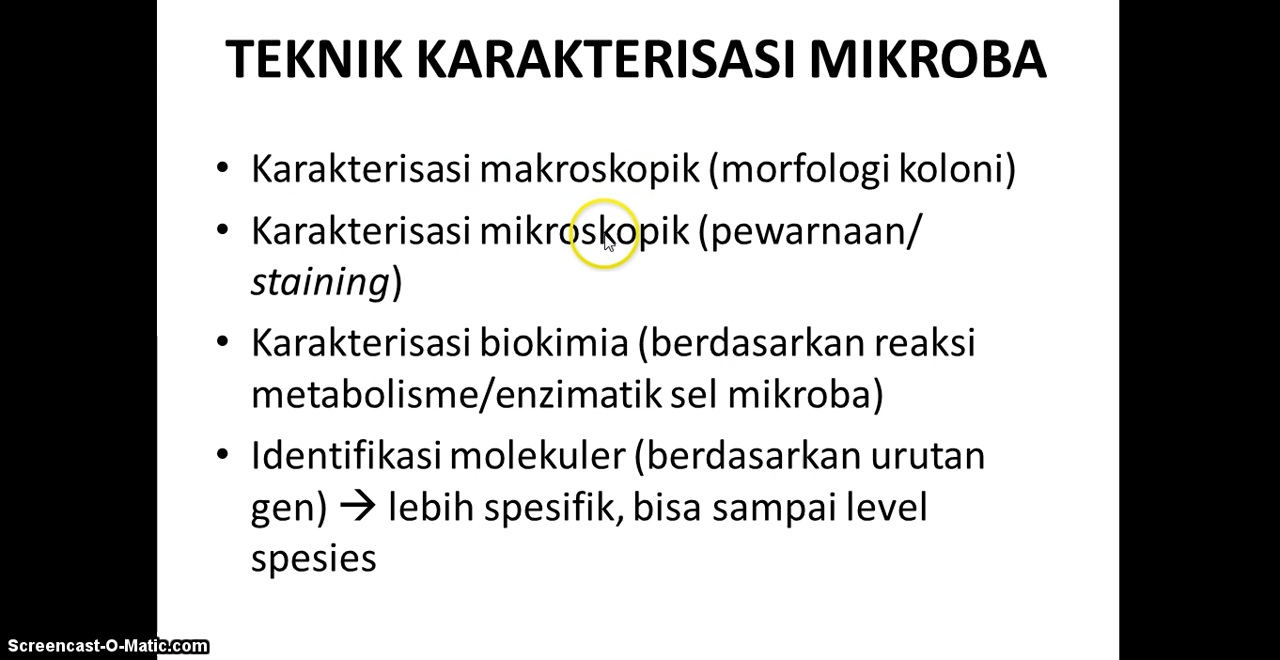 TEKNIK KARAKTERISASI MIKROBA
• Karakterisasi makroskopik (morfologi koloni)
• Karakterisasi mikroskopik (pewarnaan/
staining)
• Karakterisasi biokimia (berdasarkan reaksi
metabolisme/enzimatik sel mikroba)
• Identifikasi molekuler (berdasarkan urutan
gen) → lebih spesifik, bisa sampai level
spesies
Screencast-O-Matic.com